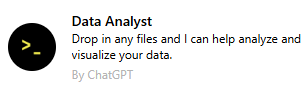 >_
Data Analyst
Drop in any files and I can help analyze and
visualize your data.
By ChatGPT